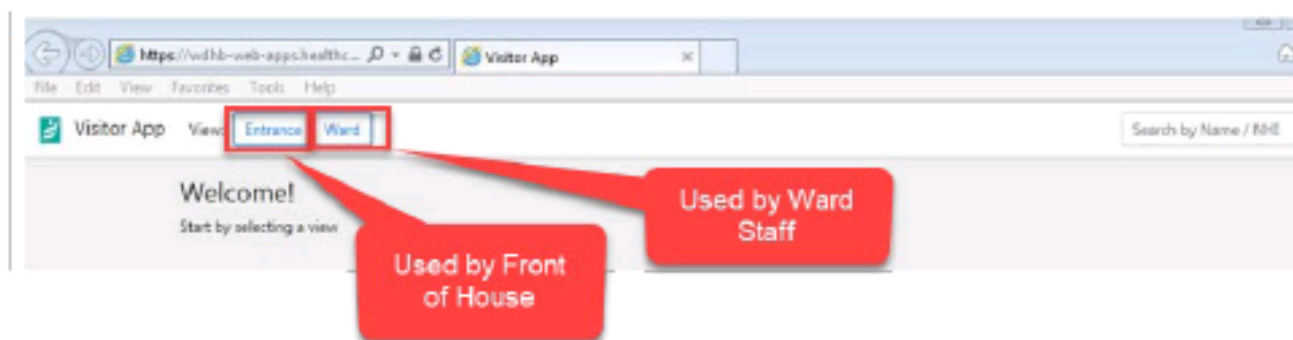 https://wdhb-web-apps.healthc...
Visitor App
File Edit View Favorites Tools Help
Visitor App View: Entrance Ward
Search by Name / NHI
Welcome!
Start by selecting a view
Used by Ward
Staff
Used by Front
of House